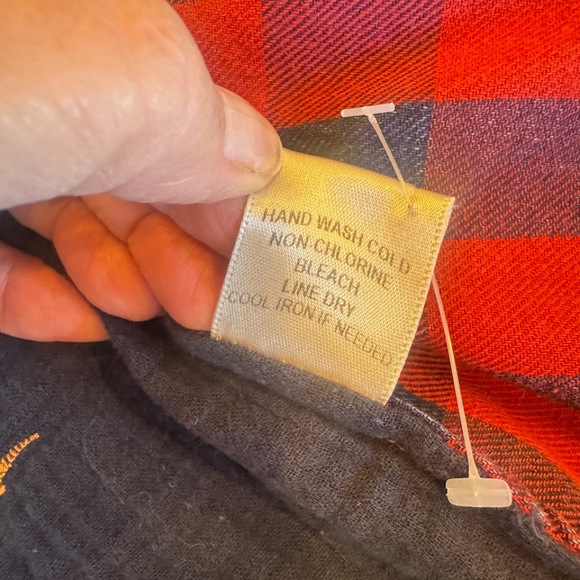 HAND WASH COLD
NON-CHLORINE
BLEACH
LINE DRY
COOL IRON IF NEEDED